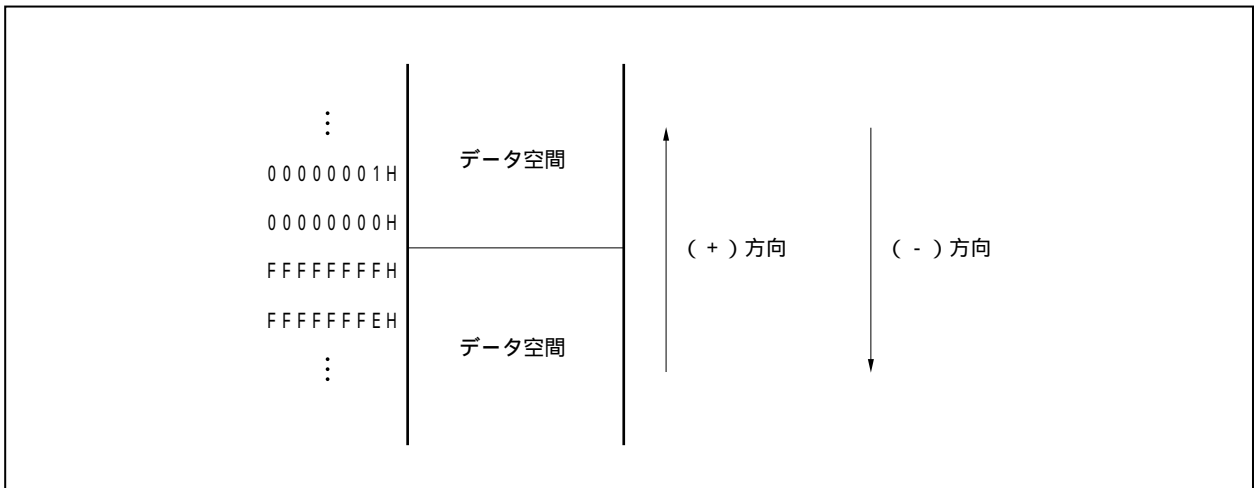 ⋮
00000001H
データ空間
00000000H
(+)方向
(-)方向
FFFFFFFFH
FFFFFFFEH
データ空間
⋮